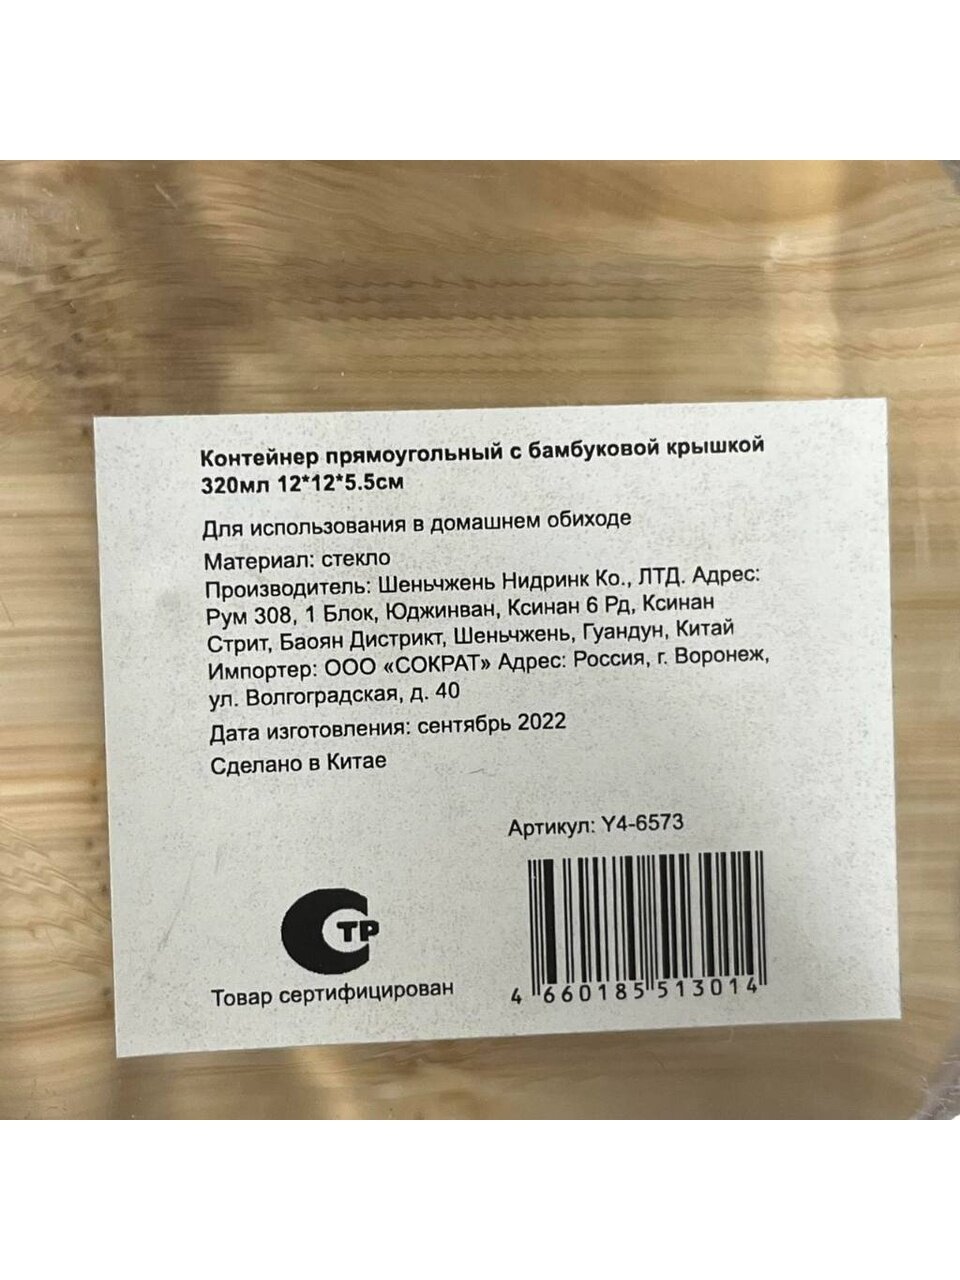 Контейнер прямоугольный с бамбуковой крышкой
320мл 12*12*5.5см
Для использования в домашнем обиходе
Материал: стекло
Производитель: Шеньчжень Нидринк Ко., ЛТД. Адрес:
Рум 308, 1 Блок, Юджинван, Ксинан 6 Рд, Ксинан
Стрит, Баоян Дистрикт, Шеньчжень, Гуандун, Китай
Импортер: ООО «СОКРАТ» Адрес: Россия, г. Воронеж,
ул. Волгоградская, д. 40
Дата изготовления: сентябрь 2022
Сделано в Китае
Артикул: Y4-6573
СТР
Товар сертифицирован
4 660185 513014